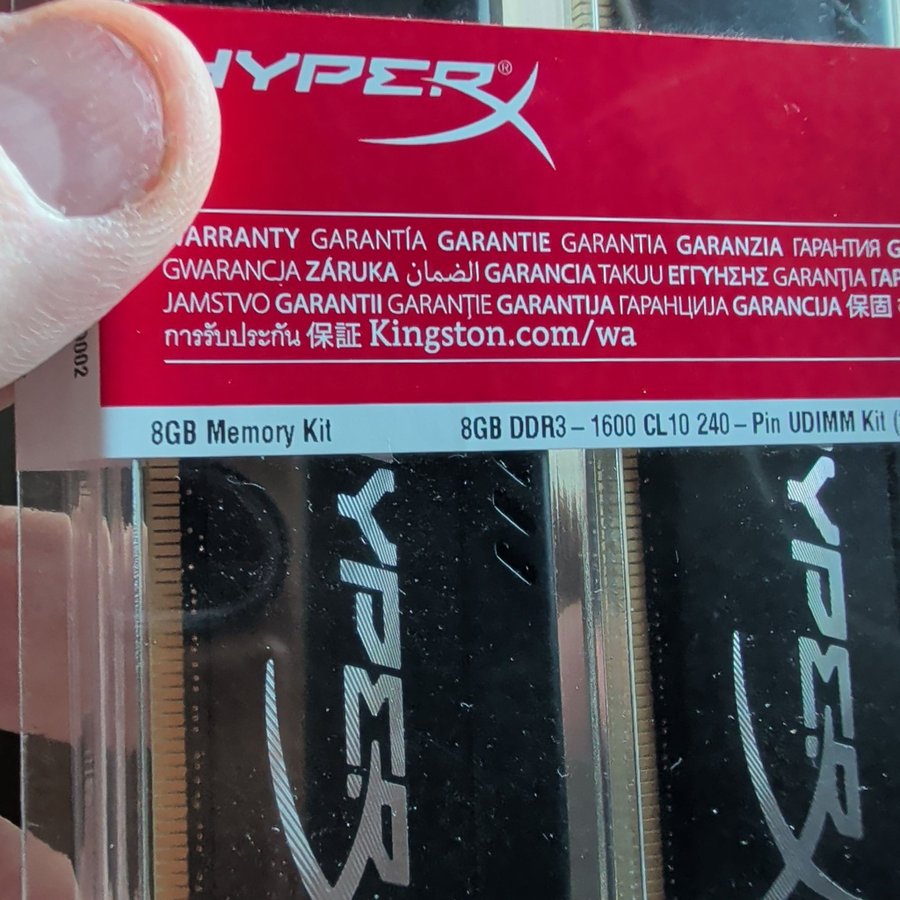 HYPERX®
WARRANTY GARANTÍA GARANTIE GARANTIA GARANZIA ГАРАНТИЯ
GWARANCJA ZÁRUKA الضمان GARANCIA TAKUU ΕΓΓΥΗΣΗΣ GARANŢIA
JAMSTVO GARANTII GARANŢIE GARANTIJA ГАРАНЦИЈА GARANCIJA 保固
การรับประกัน 保証 Kingston.com/wa
0002
8GB Memory Kit
8GB DDR3 – 1600 CL10 240 – Pin UDIMM Kit
HYPERX
HYPERX